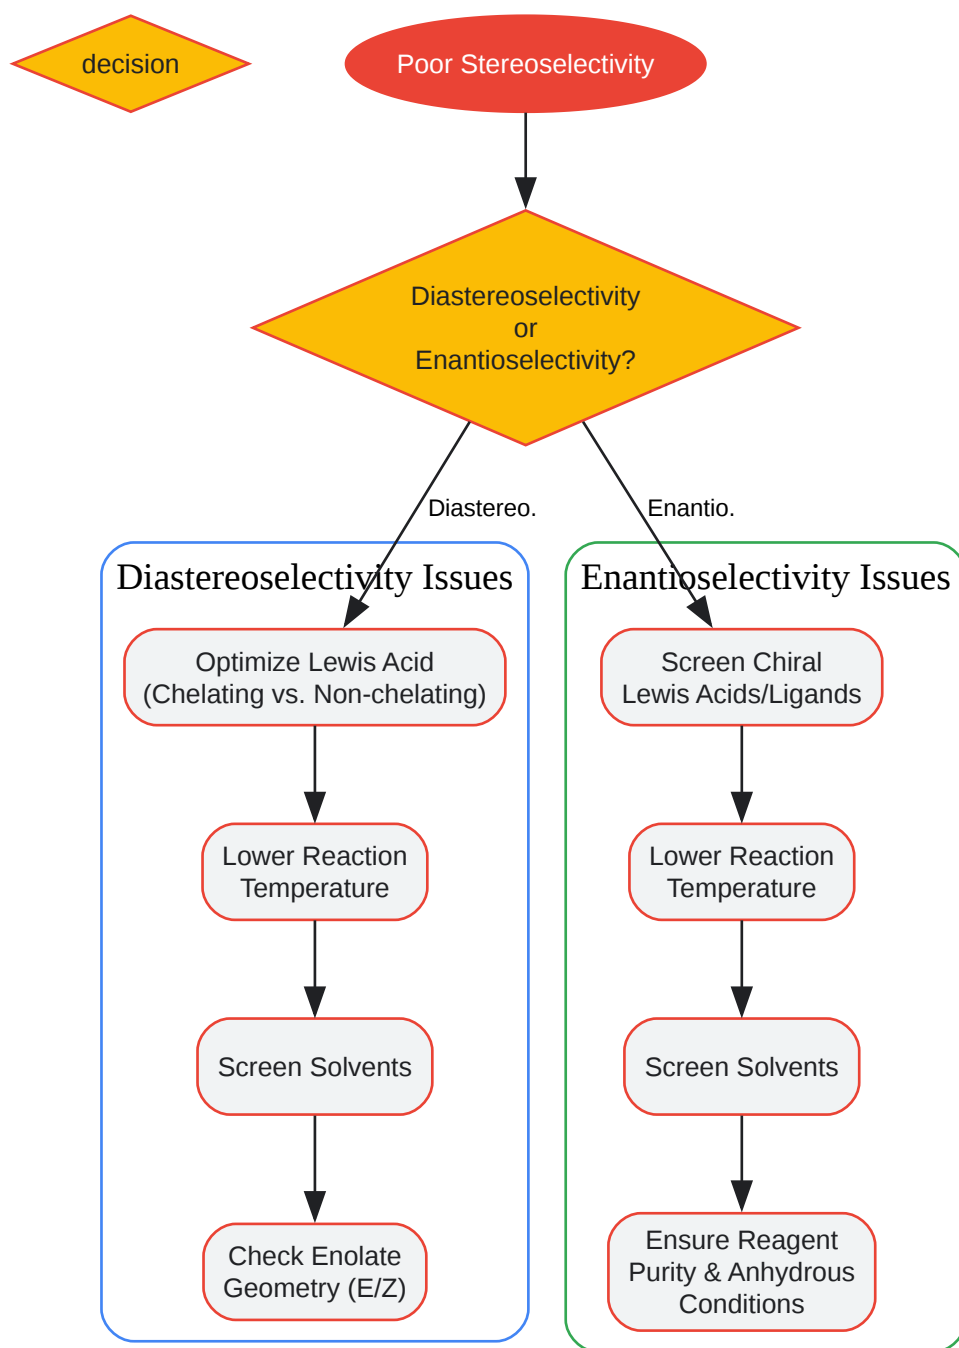 decision
Poor Stereoselectivity
Diastereoselectivity
or
Enantioselectivity?
Diastereo.
Enantio.
Diastereoselectivity Issues
Optimize Lewis Acid
(Chelating vs. Non-chelating)
Lower Reaction
Temperature
Screen Solvents
Check Enolate
Geometry (E/Z)
Enantioselectivity Issues
Screen Chiral
Lewis Acids/Ligands
Lower Reaction
Temperature
Screen Solvents
Ensure Reagent
Purity & Anhydrous
Conditions